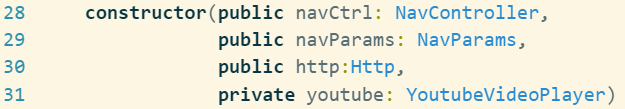 28 constructor(public navCtrl: NavController,
29 public navParams: NavParams,
30 public http:Http,
31 private youtube: YoutubeVideoPlayer)